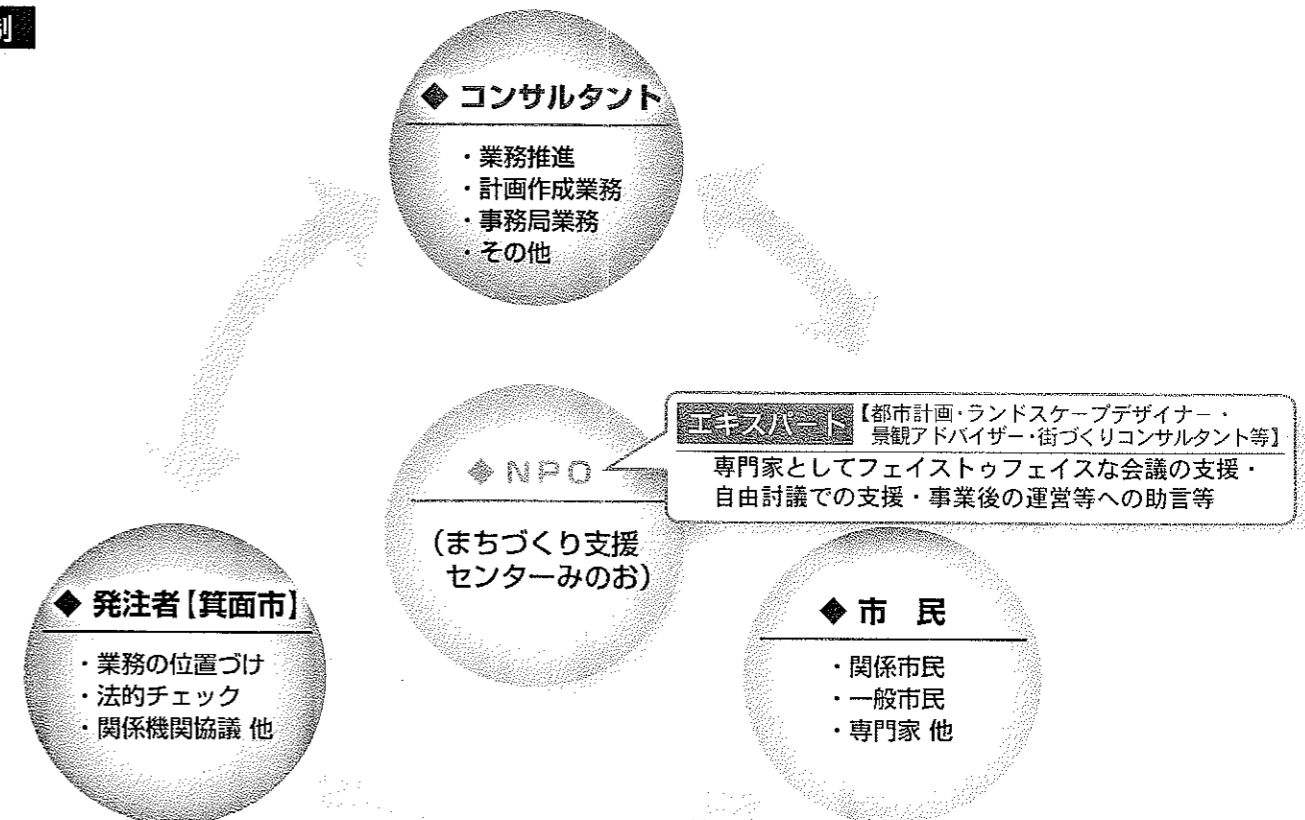 制
◆ コンサルタント
・業務推進
・計画作成業務
・事務局業務
・その他
エキスパート【都市計画・ランドスケープデザイナー・
景観アドバイザー・街づくりコンサルタント等】
専門家としてフェイストゥフェイスな会議の支援・
自由討議での支援・事業後の運営等への助言等
◆NPO
(まちづくり支援
センターみのお)
◆ 発注者【箕面市】
・業務の位置づけ
・法的チェック
・関係機関協議 他
◆市 民
・関係市民
・一般市民
・専門家 他